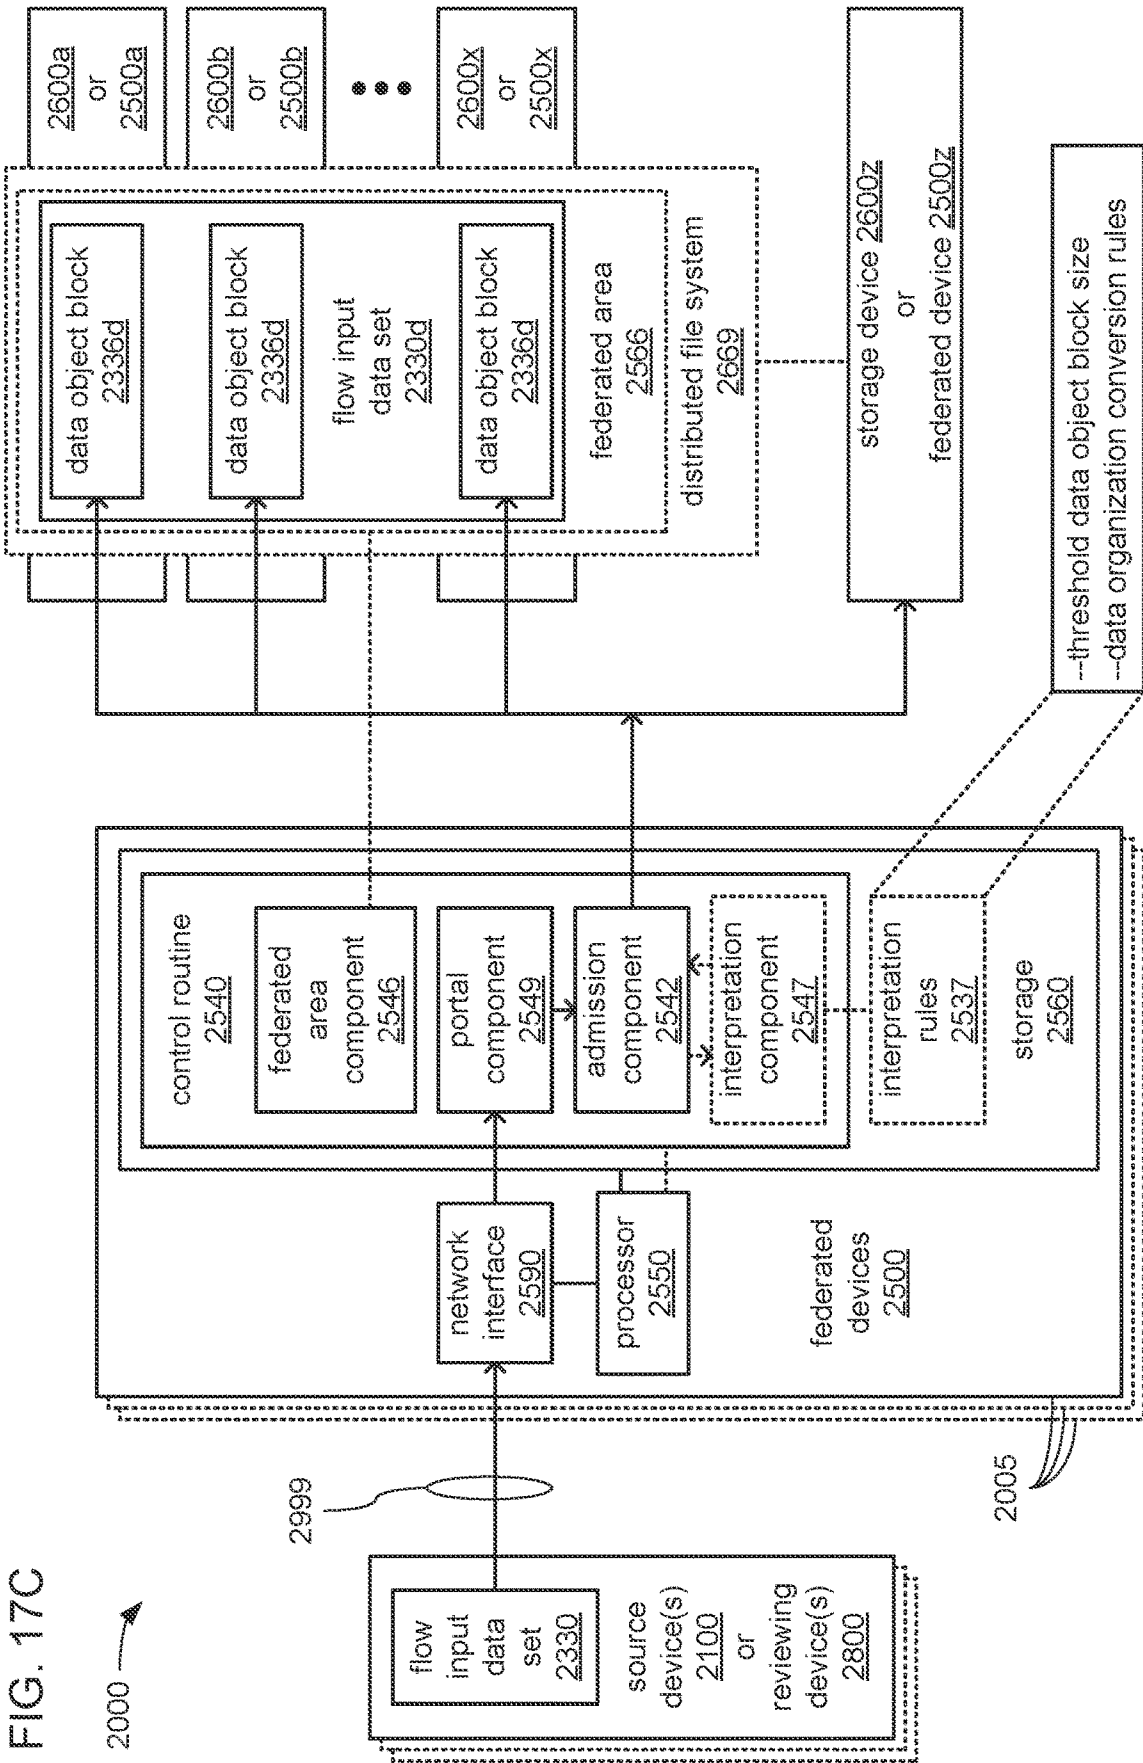 FIG. 17C
2000
flow
input
data
set
2330
source
device(s)
2100
or
reviewing
device(s)
2800
2999
2005
network
interface
2590
processor
2550
federated
devices
2500
control routine
2540
federated
area
component
2546
portal
component
2549
admission
component
2542
interpretation
component
2547
interpretation
rules
2537
storage
2560
data object block
2336d
data object block
2336d
flow input
data set
2330d
data object block
2336d
federated area
2566
distributed file system
2669
2600a
or
2500a
2600b
or
2500b
2600x
or
2500x
storage device 2600z
or
federated device 2500z
--threshold data object block size
--data organization conversion rules